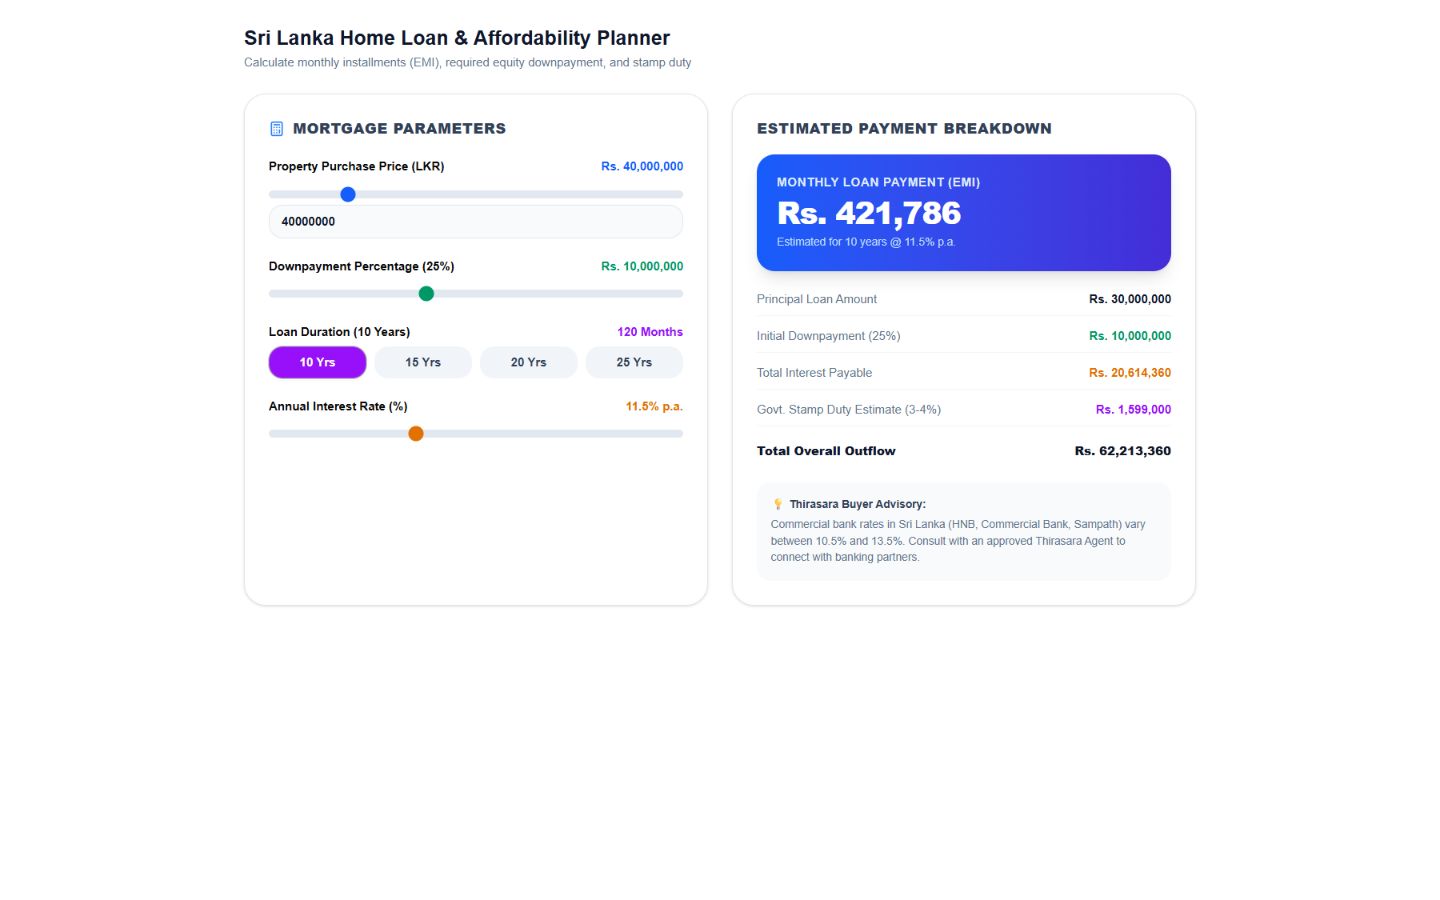 Sri Lanka Home Loan & Affordability Planner
Calculate monthly installments (EMI), required equity downpayment, and stamp duty
MORTGAGE PARAMETERS
Property Purchase Price (LKR) Rs. 40,000,000
40000000
Downpayment Percentage (25%) Rs. 10,000,000
Loan Duration (10 Years) 120 Months
10 Yrs 15 Yrs 20 Yrs 25 Yrs
Annual Interest Rate (%) 11.5% p.a.
ESTIMATED PAYMENT BREAKDOWN
MONTHLY LOAN PAYMENT (EMI)
Rs. 421,786
Estimated for 10 years @ 11.5% p.a.
Principal Loan Amount Rs. 30,000,000
Initial Downpayment (25%) Rs. 10,000,000
Total Interest Payable Rs. 20,614,360
Govt. Stamp Duty Estimate (3-4%) Rs. 1,599,000
Total Overall Outflow Rs. 62,213,360
Thirasara Buyer Advisory:
Commercial bank rates in Sri Lanka (HNB, Commercial Bank, Sampath) vary
between 10.5% and 13.5%. Consult with an approved Thirasara Agent to
connect with banking partners.